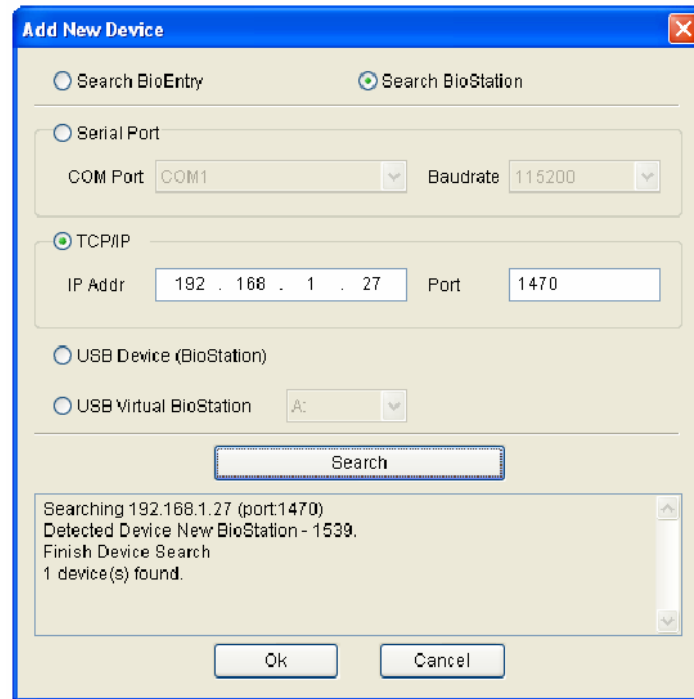 Add New Device
Search BioEntry Search BioStation
Serial Port
COM Port COM1 Baudrate 115200
TCP/IP
IP Addr 192 . 168 . 1 . 27 Port 1470
USB Device (BioStation)
USB Virtual BioStation A:
Search
Searching 192.168.1.27 (port:1470)
Detected Device New BioStation - 1539.
Finish Device Search
1 device(s) found.
Ok Cancel